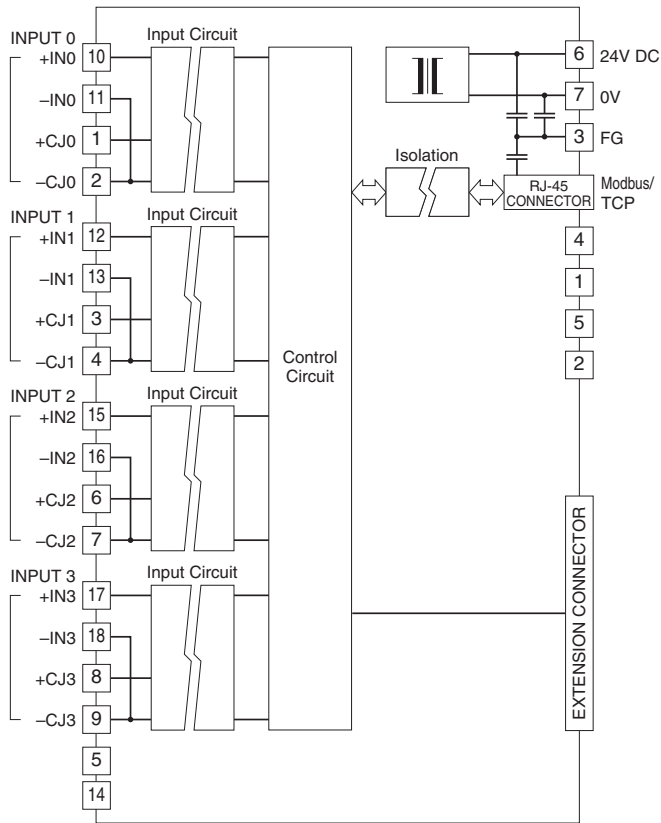 INPUT 0
+IN0 10
–IN0 11
+CJ0 1
–CJ0 2
Input Circuit
INPUT 1
+IN1 12
–IN1 13
+CJ1 3
–CJ1 4
Input Circuit
INPUT 2
+IN2 15
–IN2 16
+CJ2 6
–CJ2 7
Input Circuit
INPUT 3
+IN3 17
–IN3 18
+CJ3 8
–CJ3 9
Input Circuit
5
14
Control
Circuit
6 24V DC
7 0V
3 FG
Isolation
RJ-45
CONNECTOR
Modbus/
TCP
4
1
5
2
EXTENSION CONNECTOR